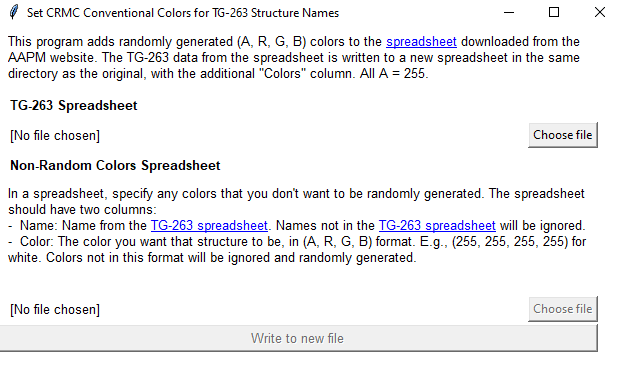 Set CRMC Conventional Colors for TG-263 Structure Names
This program adds randomly generated (A, R, G, B) colors to the spreadsheet downloaded from the
AAPM website. The TG-263 data from the spreadsheet is written to a new spreadsheet in the same
directory as the original, with the additional "Colors" column. All A = 255.
TG-263 Spreadsheet
[No file chosen]
Choose file
Non-Random Colors Spreadsheet
In a spreadsheet, specify any colors that you don't want to be randomly generated. The spreadsheet
should have two columns:
- Name: Name from the TG-263 spreadsheet. Names not in the TG-263 spreadsheet will be ignored.
- Color: The color you want that structure to be, in (A, R, G, B) format. E.g., (255, 255, 255, 255) for
white. Colors not in this format will be ignored and randomly generated.
[No file chosen]
Choose file
Write to new file